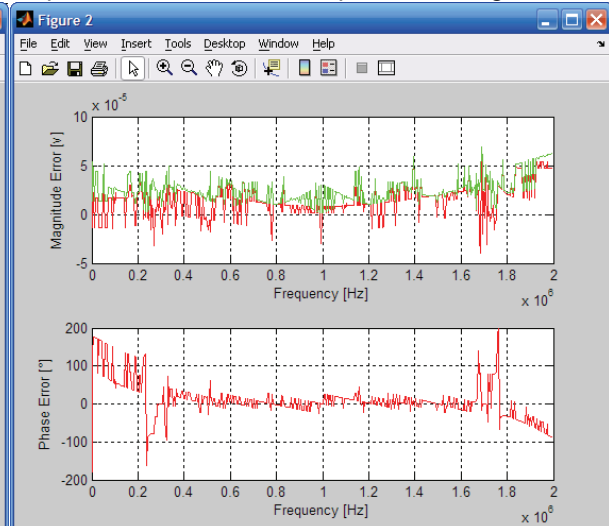 Figure 2
File Edit View Insert Tools Desktop Window Help
x 10^-5
10
5
0
-5
Magnitude Error [v]
0 0.2 0.4 0.6 0.8 1 1.2 1.4 1.6 1.8 2
Frequency [Hz]
x 10^6
200
100
0
-100
-200
Phase Error [°]
0 0.2 0.4 0.6 0.8 1 1.2 1.4 1.6 1.8 2
Frequency [Hz]
x 10^6